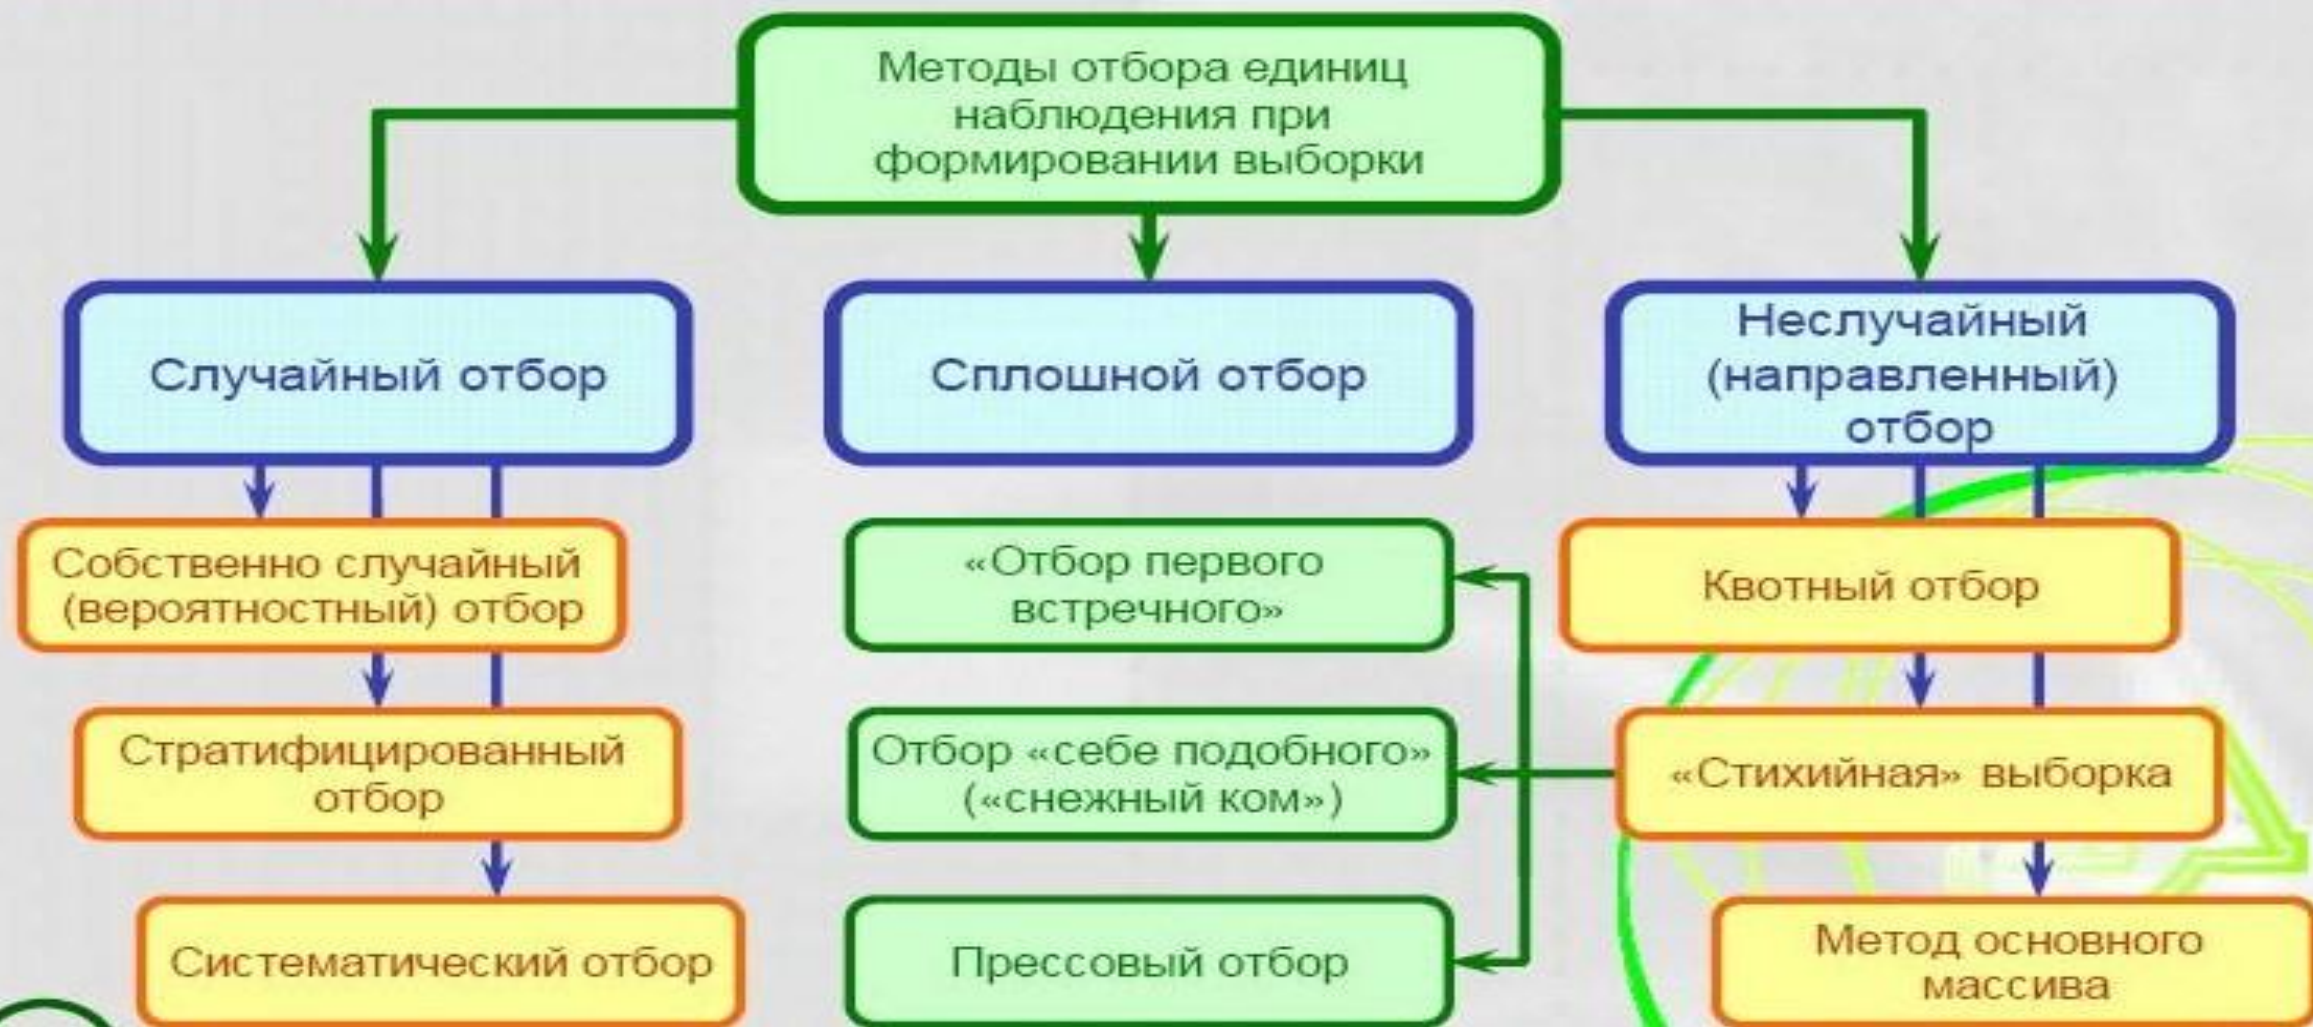 Методы отбора единиц
наблюдения при
формировании выборки
Случайный отбор
Сплошной отбор
Неслучайный
(направленный)
отбор
Собственно случайный
(вероятностный) отбор
«Отбор первого
встречного»
Квотный отбор
Стратифицированный
отбор
Отбор «себе подобного»
(«снежный ком»)
«Стихийная» выборка
Систематический отбор
Прессовый отбор
Метод основного
массива